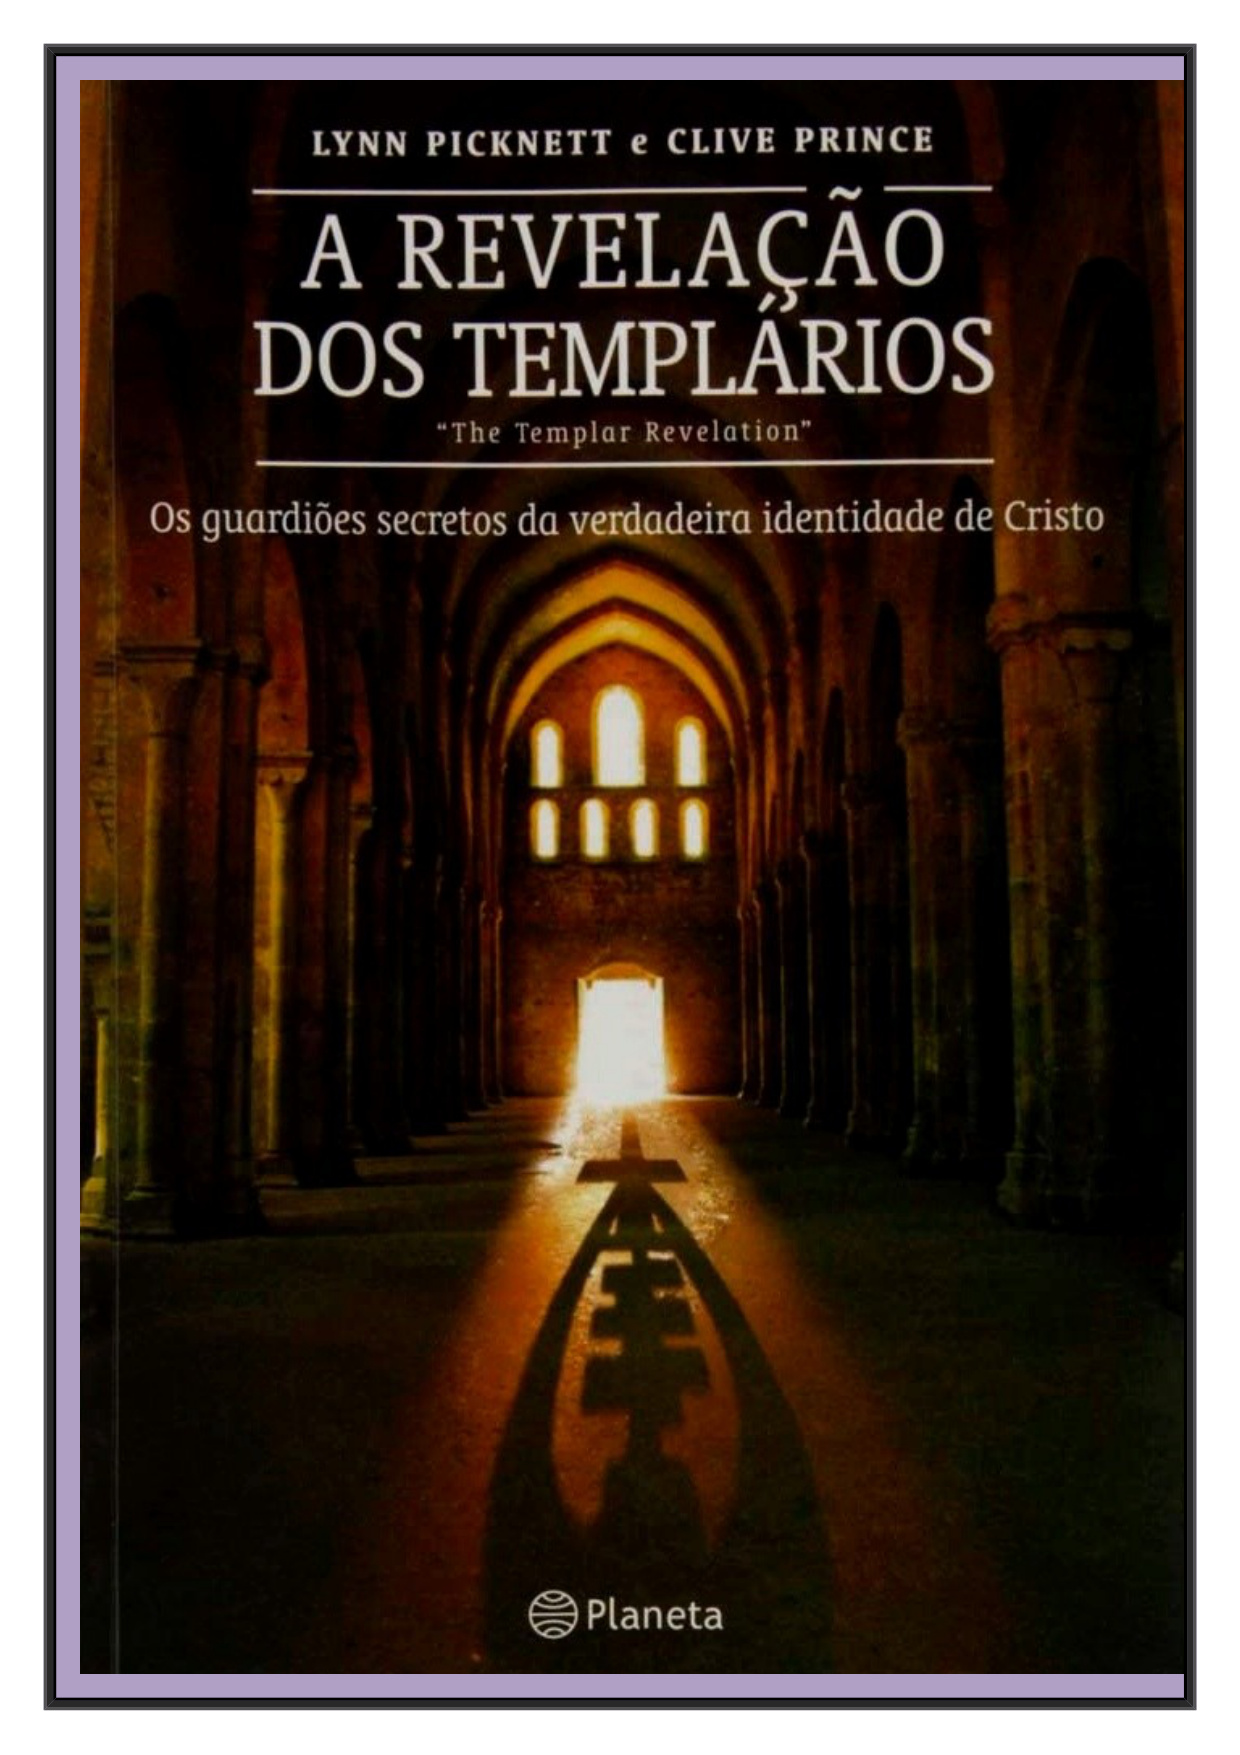 LYNN PICKNETT e CLIVE PRINCE
A REVELAÇÃO
DOS TEMPLÁRIOS
“The Templar Revelation”
Os guardiões secretos da verdadeira identidade de Cristo
Planeta